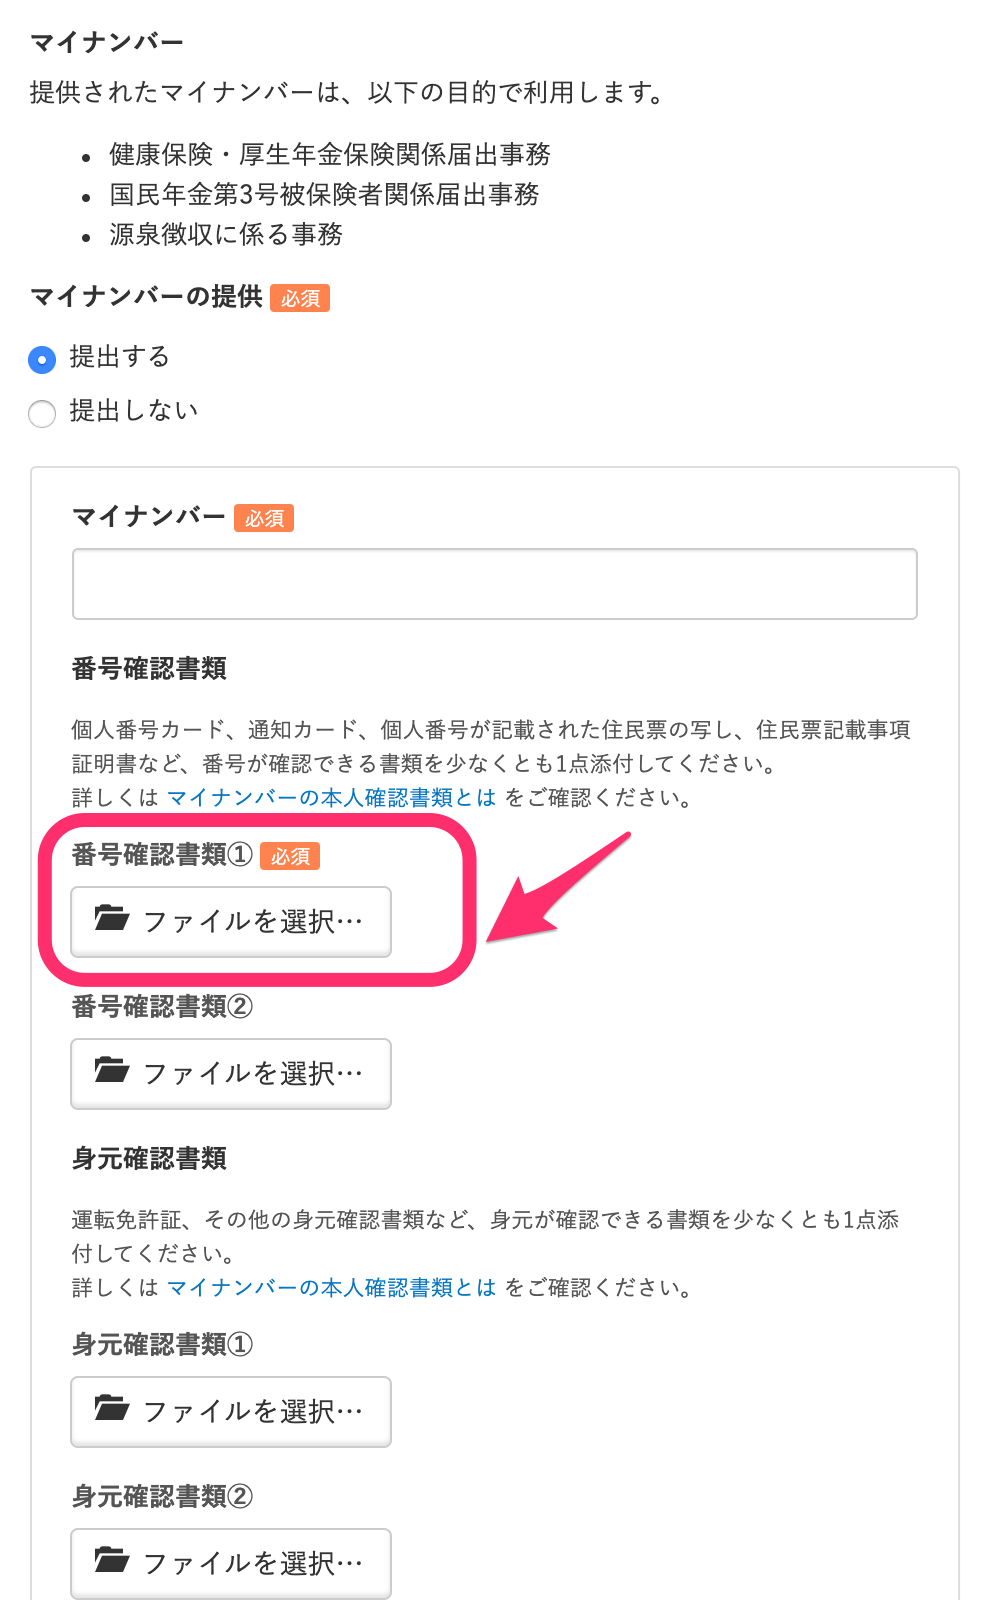 マイナンバー
提供されたマイナンバーは、以下の目的で利用します。
• 健康保険・厚生年金保険関係届出事務
• 国民年金第3号被保険者関係届出事務
• 源泉徴収に係る事務
マイナンバーの提供 必須
提出する
提出しない
マイナンバー 必須
番号確認書類
個人番号カード、通知カード、個人番号が記載された住民票の写し、住民票記載事項
証明書など、番号が確認できる書類を少なくとも1点添付してください。
詳しくは マイナンバーの本人確認書類とは をご確認ください。
番号確認書類① 必須
ファイルを選択…
番号確認書類②
ファイルを選択…
身元確認書類
運転免許証、その他の身元確認書類など、身元が確認できる書類を少なくとも1点添
付してください。
詳しくは マイナンバーの本人確認書類とは をご確認ください。
身元確認書類①
ファイルを選択…
身元確認書類②
ファイルを選択…